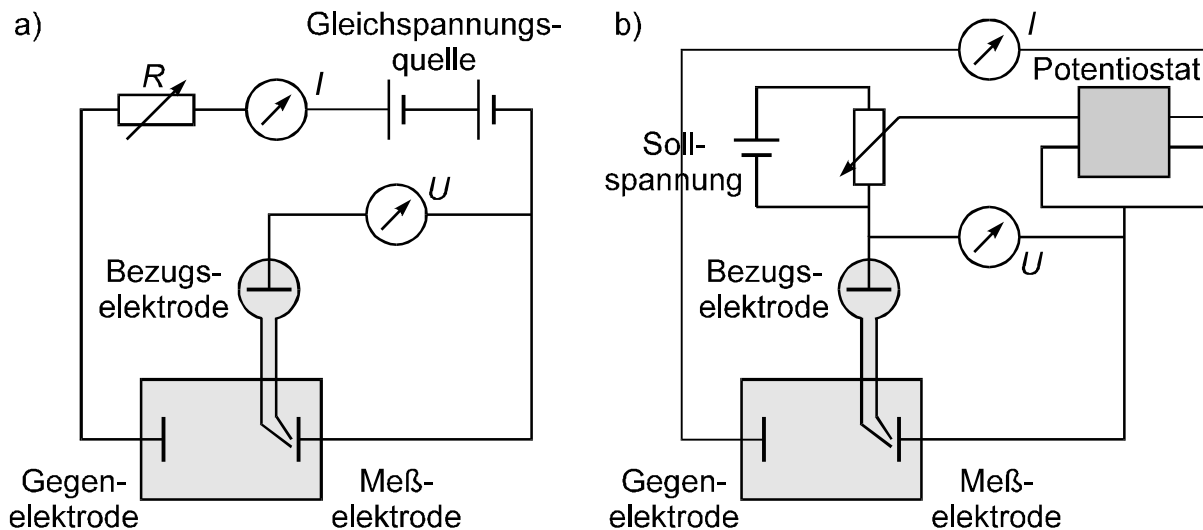 a)
Gleichspannungs-
quelle
R
I
U
Bezugs-
elektrode
Gegen-
elektrode
Meß-
elektrode
b)
I
Potentiostat
Soll-
spannung
U
Bezugs-
elektrode
Gegen-
elektrode
Meß-
elektrode